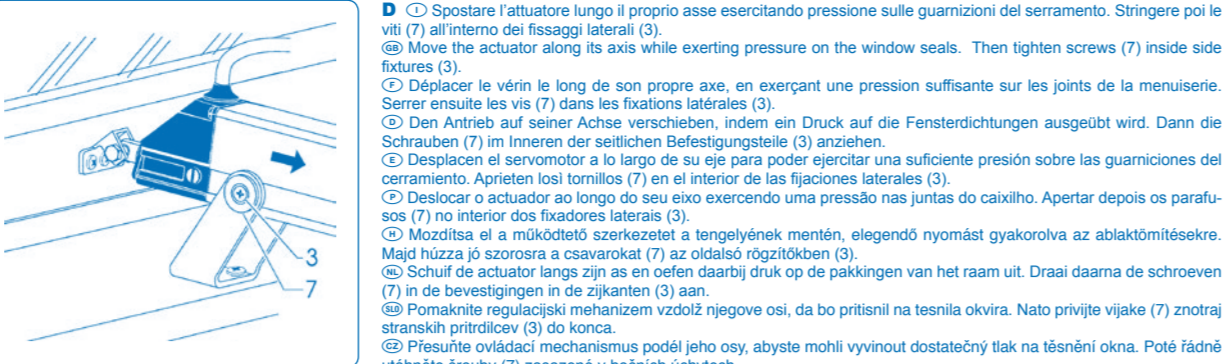 3
7
D I Spostare l'attuatore lungo il proprio asse esercitando pressione sulle guarnizioni del serramento. Stringere poi le
viti (7) all'interno dei fissaggi laterali (3).
GB Move the actuator along its axis while exerting pressure on the window seals. Then tighten screws (7) inside side
fixtures (3).
F Déplacer le vérin le long de son propre axe, en exerçant une pression suffisante sur les joints de la menuiserie.
Serrer ensuite les vis (7) dans les fixations latérales (3).
D Den Antrieb auf seiner Achse verschieben, indem ein Druck auf die Fensterdichtungen ausgeübt wird. Dann die
Schrauben (7) im Inneren der seitlichen Befestigungsteile (3) anziehen.
E Desplacen el servomotor a lo largo de su eje para poder ejercitar una suficiente presión sobre las guarniciones del
cerramiento. Aprieten losì tornillos (7) en el interior de las fijaciones laterales (3).
P Deslocar o actuador ao longo do seu eixo exercendo uma pressão nas juntas do caixilho. Apertar depois os parafu-
sos (7) no interior dos fixadores laterais (3).
H Mozdítsa el a működtető szerkezetet a tengelyének mentén, elegendő nyomást gyakorolva az ablaktömítésekre.
Majd húzza jó szorosra a csavarokat (7) az oldalsó rögzítőkben (3).
NL Schuif de actuator langs zijn as en oefen daarbij druk op de pakkingen van het raam uit. Draai daarna de schroeven
(7) in de bevestigingen in de zijkanten (3) aan.
SLO Pomaknite regulacijski mehanizem vzdolž njegove osi, da bo pritisnil na tesnila okvira. Nato privijte vijake (7) znotraj
stranskih pritrdilcev (3) do konca.
CZ Přesuňte ovládací mechanismus podél jeho osy, abyste mohli vyvinout dostatečný tlak na těsnění okna. Poté řádně